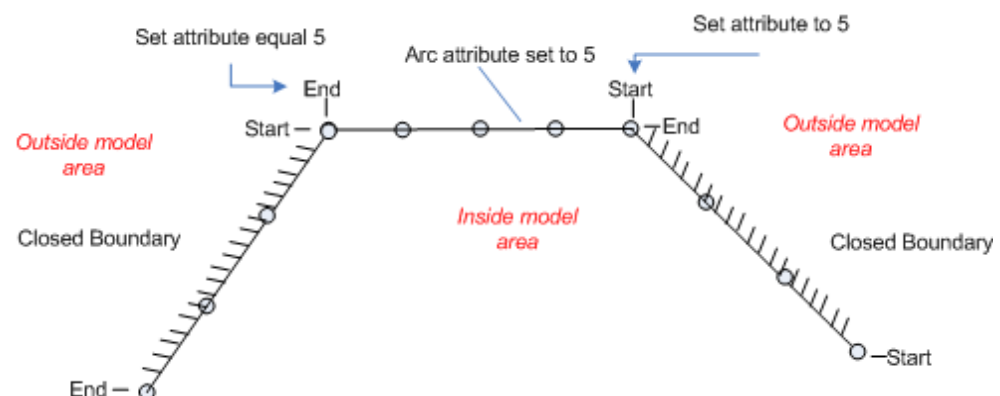 Set attribute equal 5
Arc attribute set to 5
Set attribute to 5
End
Start
Start
End
Outside model
area
Outside model
area
Inside model
area
Closed Boundary
Closed Boundary
End
Start